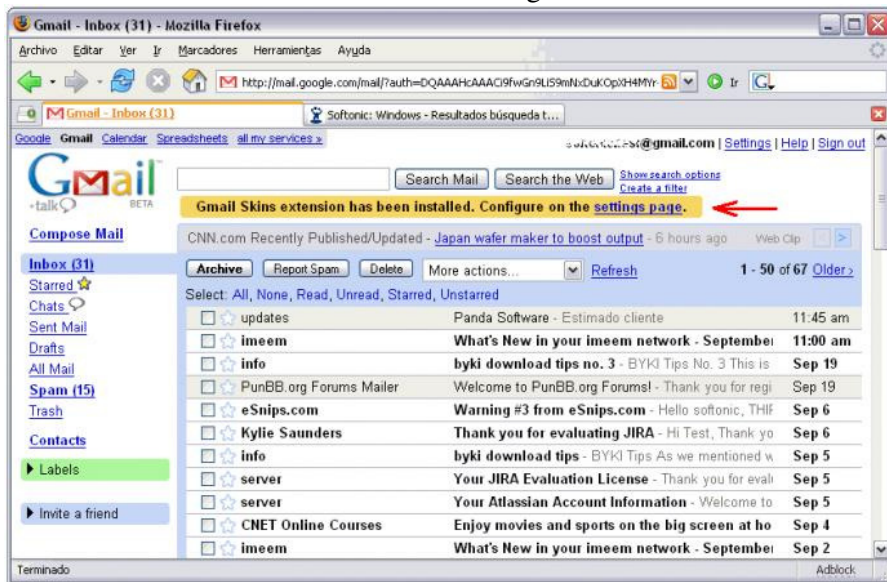 Gmail - Inbox (31) - Mozilla Firefox
Archivo Editar Ver Ir Marcadores Herramientas Ayuda
http://mail.google.com/mail/?auth= Ir
Gmail - Inbox (31) Softonic: Windows - Resultados búsqueda t...
Google Gmail Calendar Spreadsheets all my services » @gmail.com | Settings | Help | Sign out
Gmail
+talk BETA
Search Mail Search the Web Show search options
Create a filter
Gmail Skins extension has been installed. Configure on the settings page.
Compose Mail
CNN.com Recently Published/Updated - Japan wafer maker to boost output - 6 hours ago Web Clip < >
Inbox (31)
Starred
Chats
Sent Mail
Drafts
All Mail
Spam (15)
Trash
Contacts
Labels
Invite a friend
Archive Report Spam Delete More actions... Refresh 1 - 50 of 67 Older ›
Select: All, None, Read, Unread, Starred, Unstarred
updates Panda Software - Estimado cliente 11:45 am
imeem What's New in your imeem network - September 11:00 am
info byki download tips no. 3 - BYKI Tips No. 3 This is Sep 19
PunBB.org Forums Mailer Welcome to PunBB.org Forums! - Thank you for regi Sep 19
eSnips.com Warning #3 from eSnips.com - Hello softonic, THIF Sep 6
Kylie Saunders Thank you for evaluating JIRA - Hi Test, Thank yo Sep 6
info byki download tips - BYKI Tips As we mentioned w Sep 5
server Your JIRA Evaluation License - Thank you for eval Sep 5
server Your Atlassian Account Information - Welcome to Sep 5
CNET Online Courses Enjoy movies and sports on the big screen at ho Sep 4
imeem What's New in your imeem network - September Sep 2
Terminado Adblock